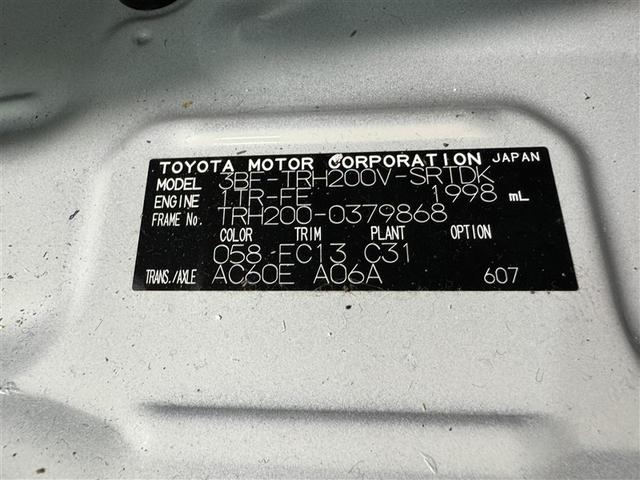 TOYOTA MOTOR CORPORATION JAPAN
MODEL 3BF-TRH200V-SRTDK
ENGINE 1TR-FE 1998 mL
FRAME No. TRH200-0379868
COLOR TRIM PLANT OPTION
058 FC13 C31
TRANS./AXLE AC60E A06A 607